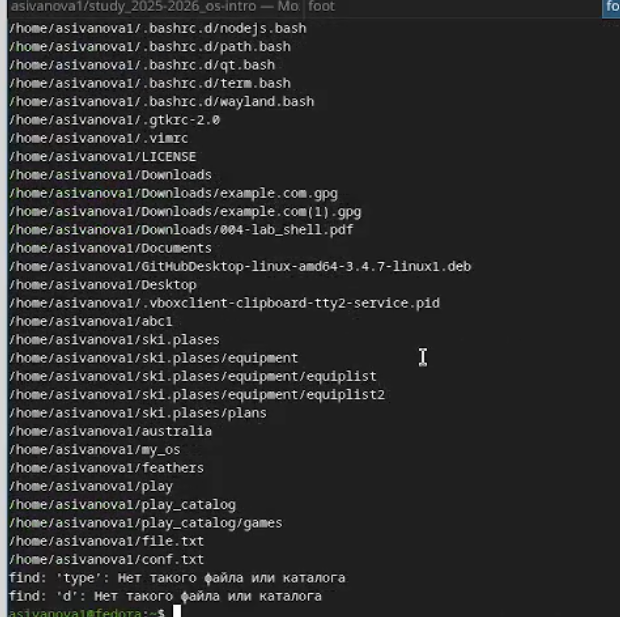 asivanova1/study_2025-2026_os-intro — Mo foot fo
/home/asivanova1/.bashrc.d/nodejs.bash
/home/asivanova1/.bashrc.d/path.bash
/home/asivanova1/.bashrc.d/qt.bash
/home/asivanova1/.bashrc.d/term.bash
/home/asivanova1/.bashrc.d/wayland.bash
/home/asivanova1/.gtkrc-2.0
/home/asivanova1/.vimrc
/home/asivanova1/LICENSE
/home/asivanova1/Downloads
/home/asivanova1/Downloads/example.com.gpg
/home/asivanova1/Downloads/example.com(1).gpg
/home/asivanova1/Downloads/004-lab_shell.pdf
/home/asivanova1/Documents
/home/asivanova1/GitHubDesktop-linux-amd64-3.4.7-linux1.deb
/home/asivanova1/Desktop
/home/asivanova1/.vboxclient-clipboard-tty2-service.pid
/home/asivanova1/abc1
/home/asivanova1/ski.plases
/home/asivanova1/ski.plases/equipment
/home/asivanova1/ski.plases/equipment/equiplist
/home/asivanova1/ski.plases/equipment/equiplist2
/home/asivanova1/ski.plases/plans
/home/asivanova1/australia
/home/asivanova1/my_os
/home/asivanova1/feathers
/home/asivanova1/play
/home/asivanova1/play_catalog
/home/asivanova1/play_catalog/games
/home/asivanova1/file.txt
/home/asivanova1/conf.txt
find: 'type': Нет такого файла или каталога
find: 'd': Нет такого файла или каталога
asivanova1@fedora:~$